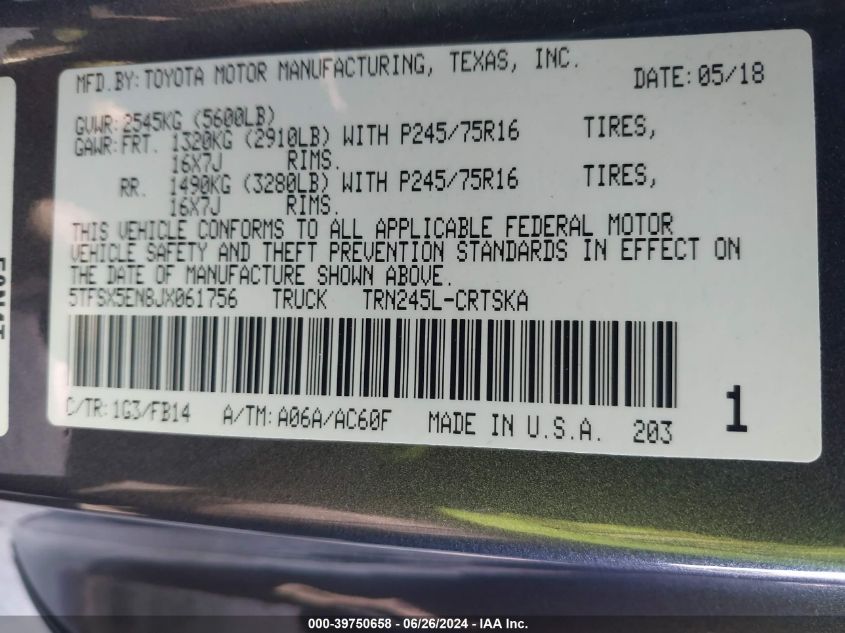 MFD.BY: TOYOTA MOTOR MANUFACTURING, TEXAS, INC. DATE: 05/18
GVWR: 2545KG (5600LB)
GAWR: FRT. 1320KG (2910LB) WITH P245/75R16 TIRES,
16X7J RIMS.
RR. 1490KG (3280LB) WITH P245/75R16 TIRES,
16X7J RIMS.
THIS VEHICLE CONFORMS TO ALL APPLICABLE FEDERAL MOTOR
VEHICLE SAFETY AND THEFT PREVENTION STANDARDS IN EFFECT ON
THE DATE OF MANUFACTURE SHOWN ABOVE.
5TFSX5EN8JX061756 TRUCK TRN245L-CRTSKA
C/TR: 1G3/FB14 A/TM: A06A/AC60F MADE IN U.S.A. 203 1
000-39750658 - 06/26/2024 - IAA Inc.